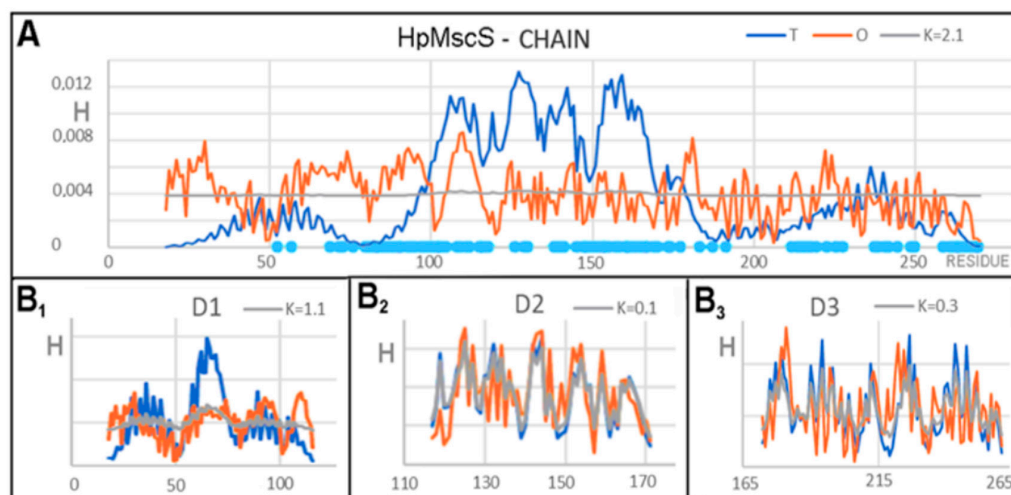 A
HpMscS - CHAIN
T O K=2.1
0.012
H
0.008
0.004
0
0 50 100 150 200 250 RESIDUE
B1 D1 K=1.1
H
0 50 100
B2 D2 K=0.1
H
110 130 150 170
B3 D3 K=0.3
H
165 215 265